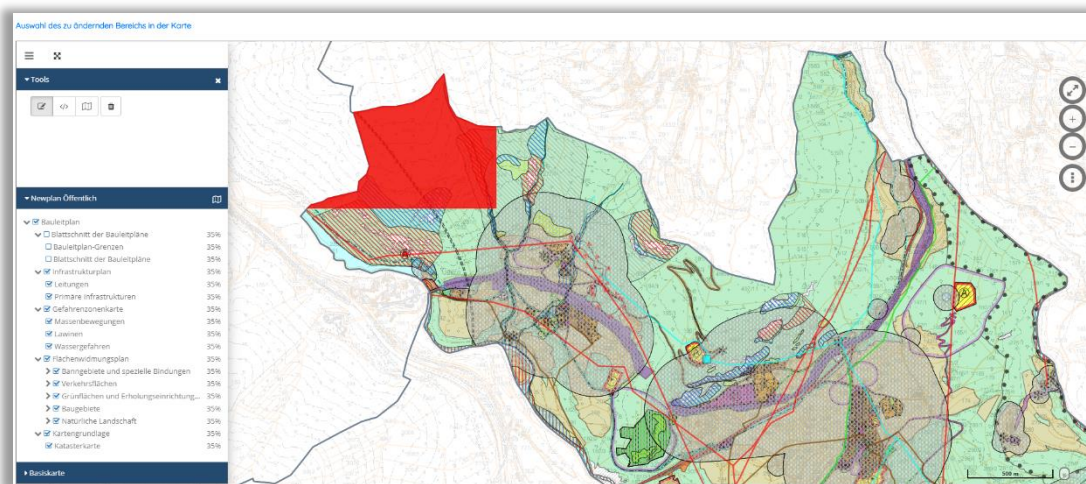 Auswahl des zu ändernden Bereichs in der Karte
Tools
Newplan Öffentlich
Bauleitplan
Blattschnitt der Bauleitpläne 35%
Bauleitplan-Grenzen 35%
Blattschnitt der Bauleitpläne 35%
Infrastrukturplan 35%
Leitungen 35%
Primäre Infrastrukturen 35%
Gefahrenzonenkarte 35%
Massenbewegungen 35%
Lawinen 35%
Wassergefahren 35%
Flächenwidmungsplan 35%
Banngebiete und spezielle Bindungen 35%
Verkehrsflächen 35%
Grünflächen und Erholungseinrichtung... 35%
Baugebiete 35%
Natürliche Landschaft 35%
Kartengrundlage 35%
Katasterkarte 35%
Basiskarte
500 m